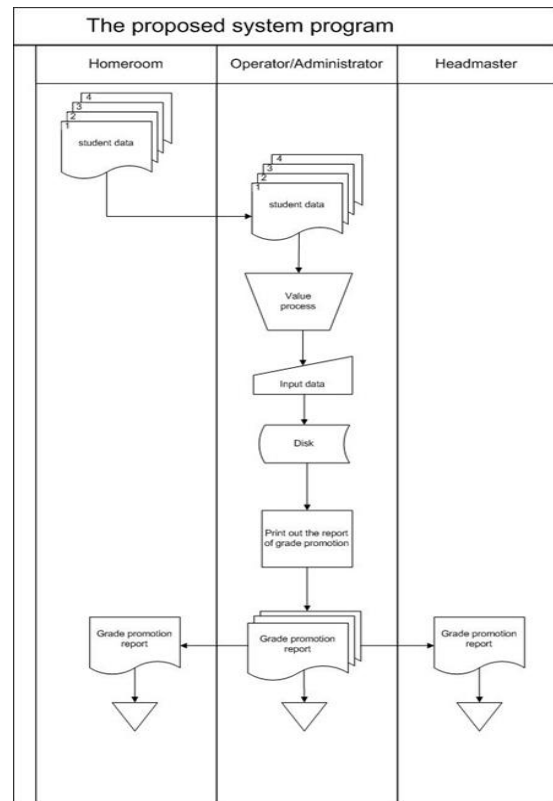 The proposed system program
Homeroom
Operator/Administrator
Headmaster
4
3
2
1
student data
4
3
2
1
student data
Value
process
Input data
Disk
Print out the report
of grade promotion
Grade promotion
report
Grade promotion
report
Grade promotion
report